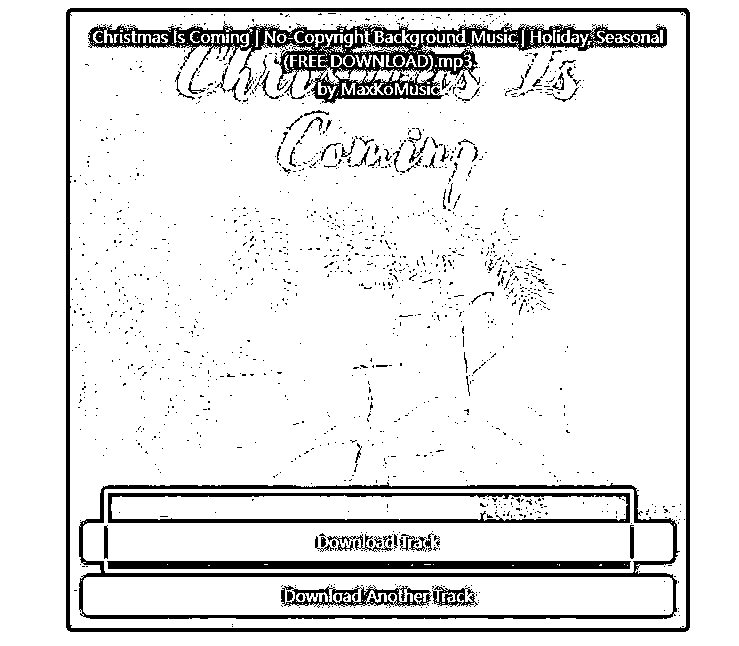 Christmas Is Coming | No-Copyright Background Music | Holiday, Seasonal
(FREE DOWNLOAD).mp3
by MaxKoMusic
Christmas Is
Coming
Download Track
Download Another Track